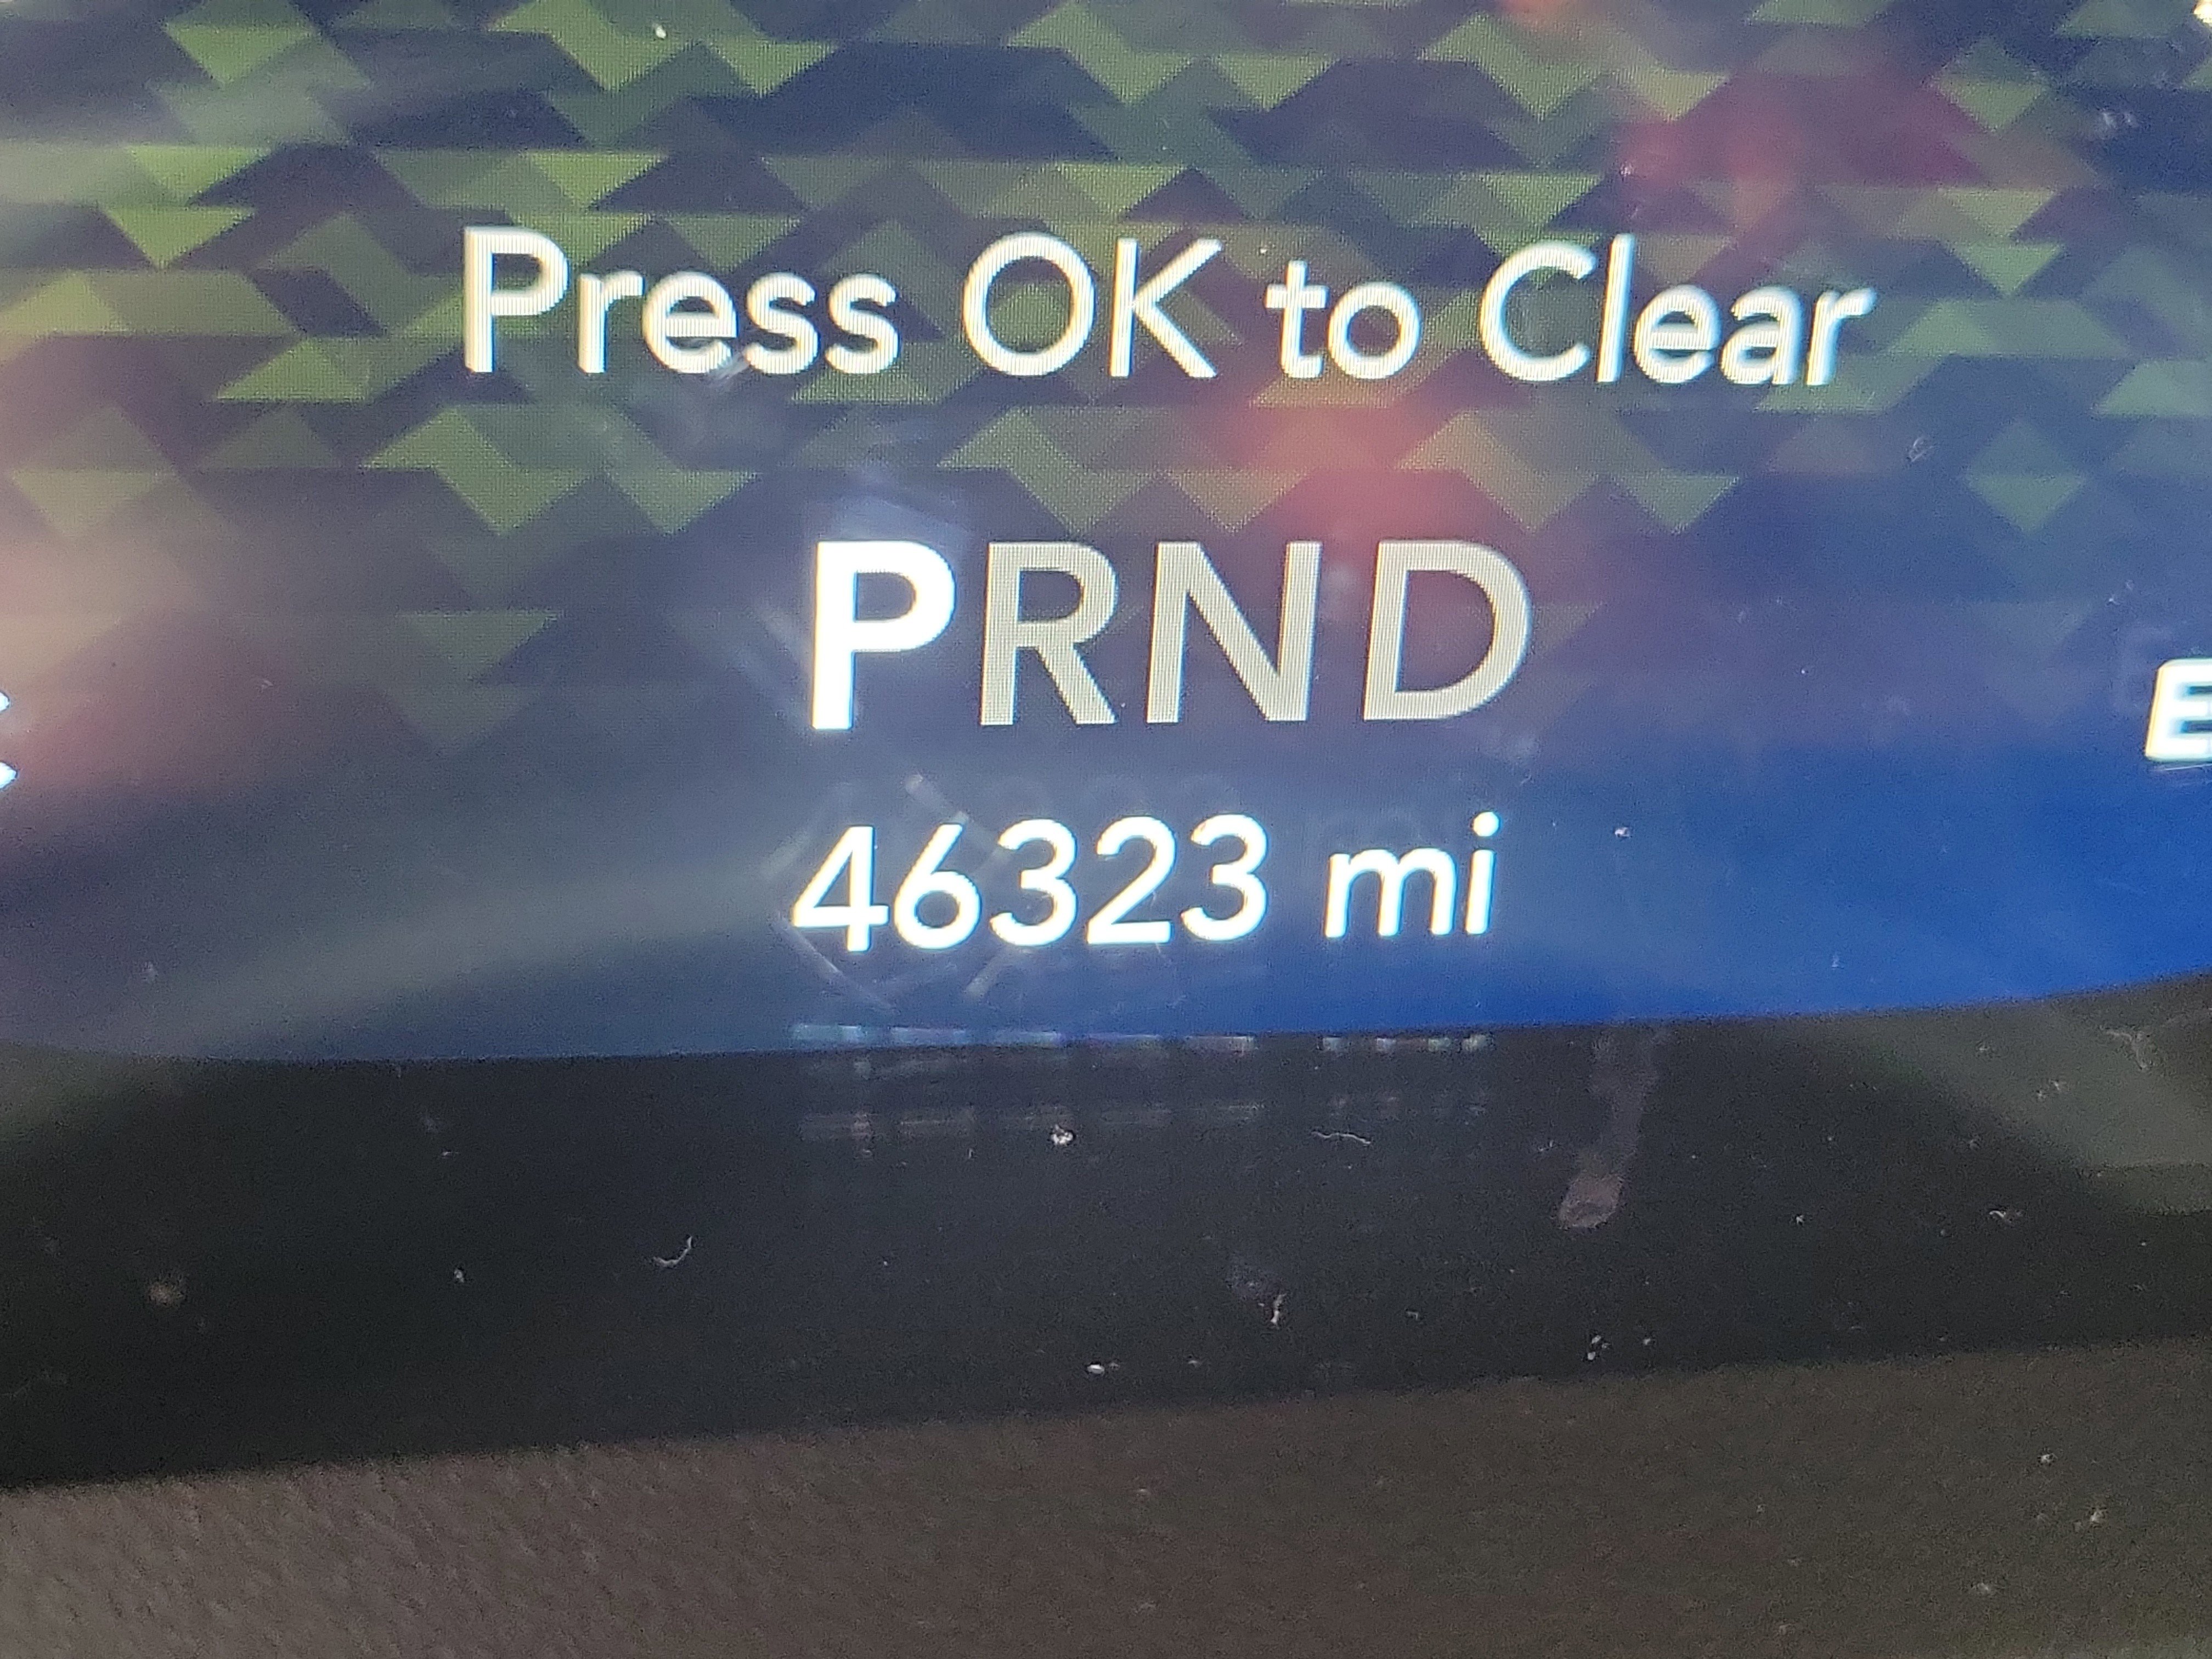 Press OK to Clear
PRND
E
46323 mi